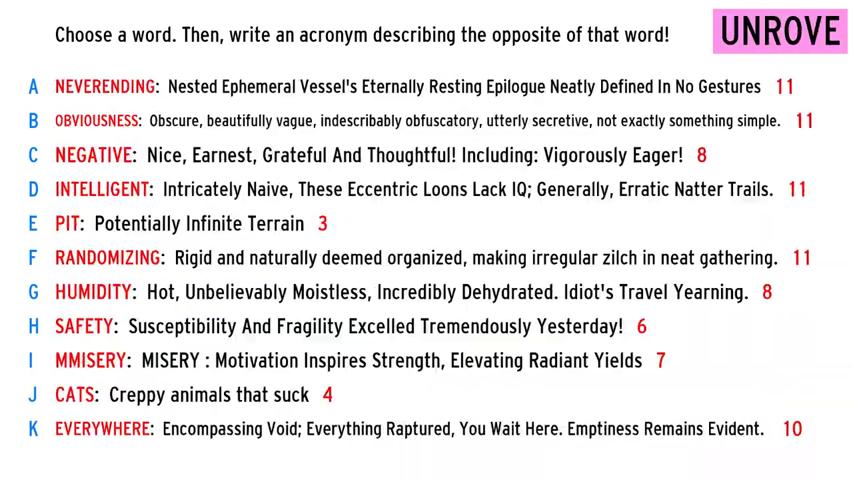 Choose a word. Then, write an acronym describing the opposite of that word!
UNROVE
A NEVERENDING: Nested Ephemeral Vessel's Eternally Resting Epilogue Neatly Defined In No Gestures 11
B OBVIOUSNESS: Obscure, beautifully vague, indescribably obfuscatory, utterly secretive, not exactly something simple. 11
C NEGATIVE: Nice, Earnest, Grateful And Thoughtful! Including: Vigorously Eager! 8
D INTELLIGENT: Intricately Naive, These Eccentric Loons Lack IQ; Generally, Erratic Natter Trails. 11
E PIT: Potentially Infinite Terrain 3
F RANDOMIZING: Rigid and naturally deemed organized, making irregular zilch in neat gathering. 11
G HUMIDITY: Hot, Unbelievably Moistless, Incredibly Dehydrated. Idiot's Travel Yearning. 8
H SAFETY: Susceptibility And Fragility Excelled Tremendously Yesterday! 6
I MMISERY: MISERY : Motivation Inspires Strength, Elevating Radiant Yields 7
J CATS: Creppy animals that suck 4
K EVERYWHERE: Encompassing Void; Everything Raptured, You Wait Here. Emptiness Remains Evident. 10